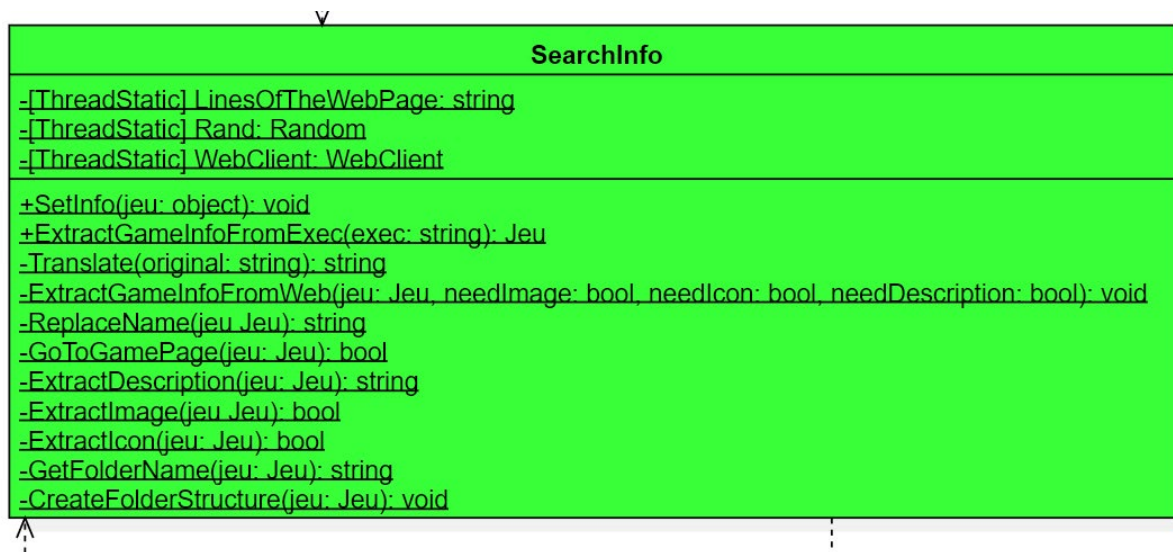 SearchInfo
-[ThreadStatic] LinesOfTheWebPage: string
-[ThreadStatic] Rand: Random
-[ThreadStatic] WebClient: WebClient
+SetInfo(jeu: object): void
+ExtractGameInfoFromExec(exec: string): Jeu
-Translate(original: string): string
-ExtractGameInfoFromWeb(jeu: Jeu, needImage: bool, needIcon: bool, needDescription: bool): void
-ReplaceName(jeu Jeu): string
-GoToGamePage(jeu: Jeu): bool
-ExtractDescription(jeu: Jeu): string
-ExtractImage(jeu Jeu): bool
-ExtractIcon(jeu: Jeu): bool
-GetFolderName(jeu: Jeu): string
-CreateFolderStructure(jeu: Jeu): void